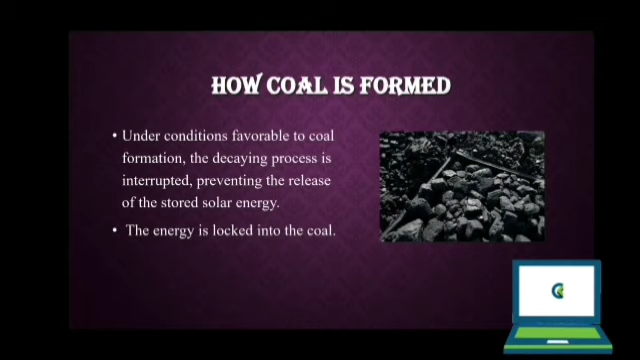 HOW COAL IS FORMED
• Under conditions favorable to coal
formation, the decaying process is
interrupted, preventing the release
of the stored solar energy.
• The energy is locked into the coal.